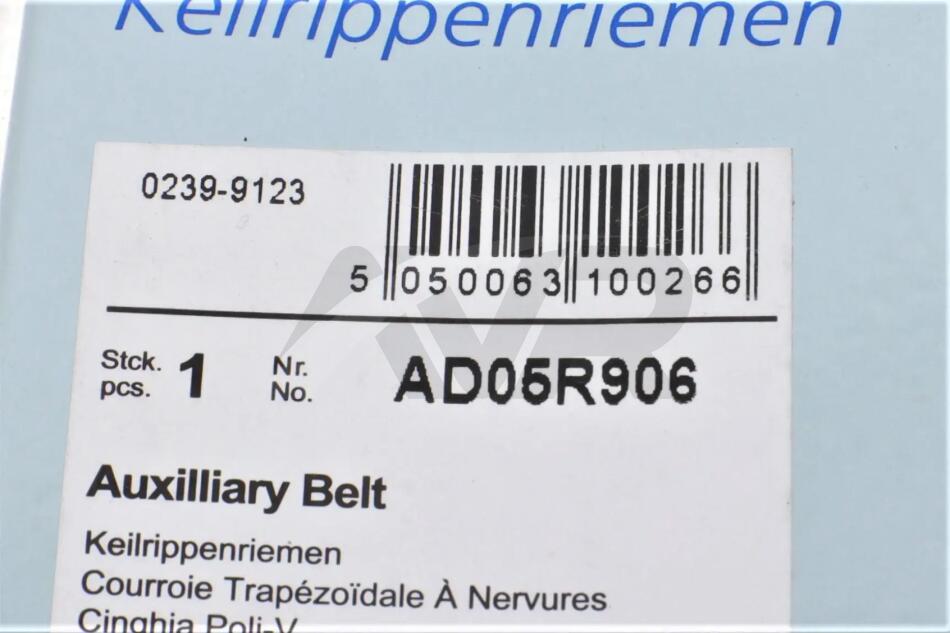 Keilrippenriemen
0239-9123
5 050063 100266
Stck. 1 Nr. AD05R906
pcs. No.
Auxilliary Belt
Keilrippenriemen
Courroie Trapézoïdale À Nervures
Cinghia Poli-V